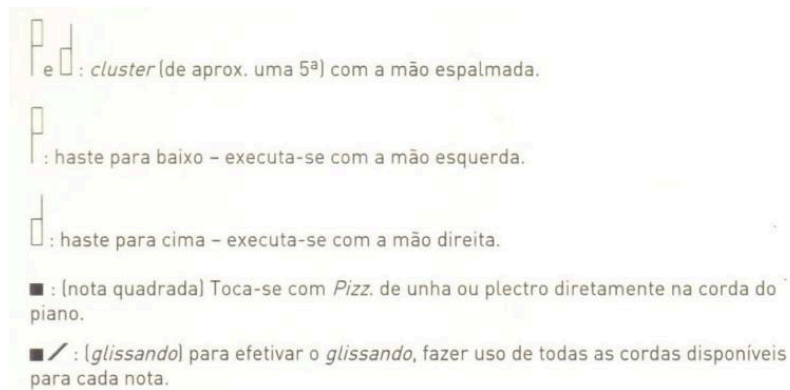 e : cluster (de aprox. uma 5ª) com a mão espalmada.
: haste para baixo – executa-se com a mão esquerda.
: haste para cima – executa-se com a mão direita.
■ : (nota quadrada) Toca-se com Pizz. de unha ou plectro diretamente na corda do
piano.
■ / : (glissando) para efetivar o glissando, fazer uso de todas as cordas disponíveis
para cada nota.